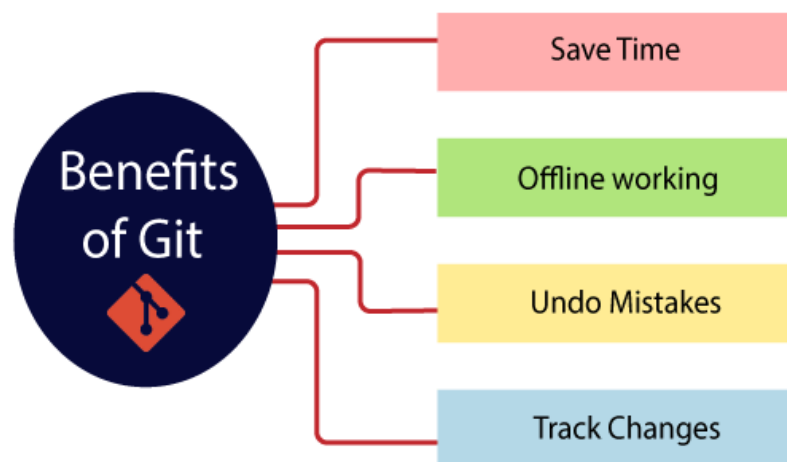 Benefits
of Git
Save Time
Offline working
Undo Mistakes
Track Changes